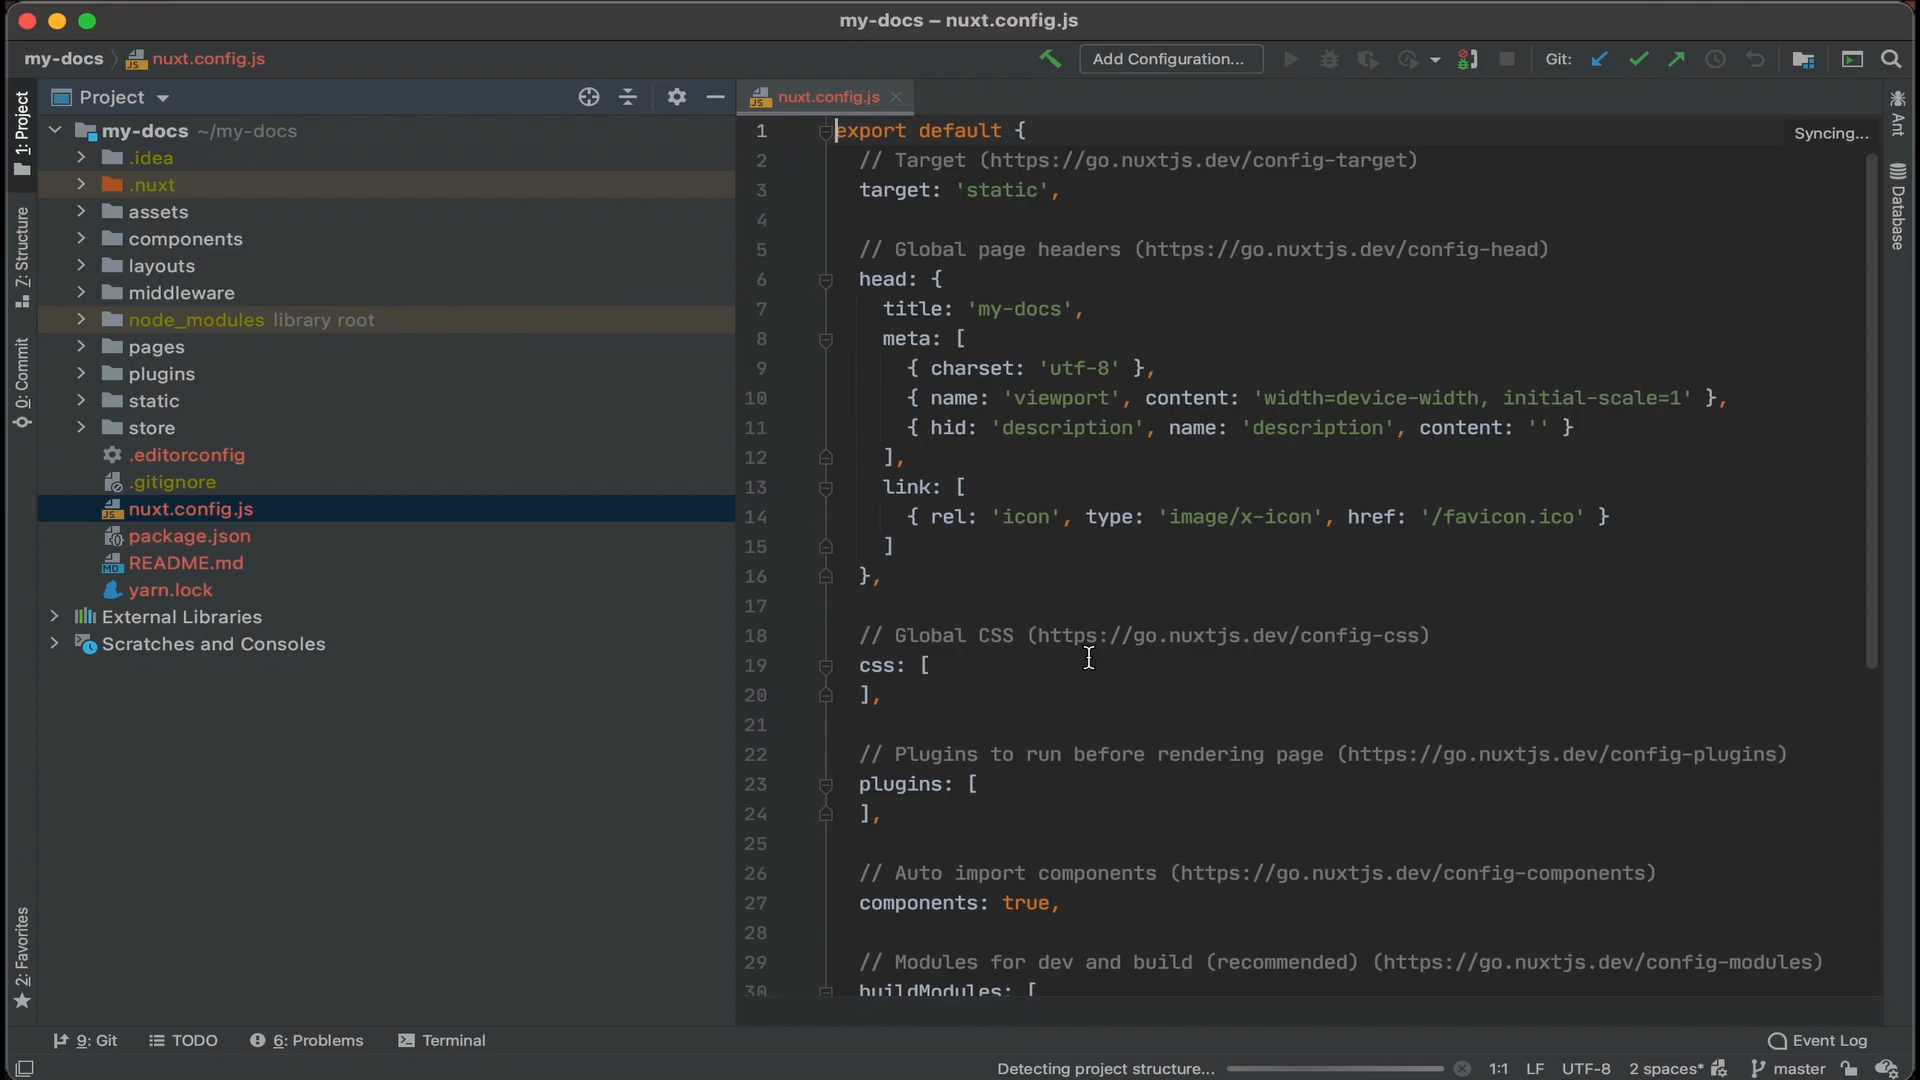 my-docs – nuxt.config.js
my-docs nuxt.config.js Add Configuration... Git:
1: Project
Z: Structure
0: Commit
2: Favorites
Project
my-docs ~/my-docs
.idea
.nuxt
assets
components
layouts
middleware
node_modules library root
pages
plugins
static
store
.editorconfig
.gitignore
nuxt.config.js
package.json
README.md
yarn.lock
External Libraries
Scratches and Consoles
nuxt.config.js
Syncing...
1 export default {
2 // Target (https://go.nuxtjs.dev/config-target)
3 target: 'static',
4
5 // Global page headers (https://go.nuxtjs.dev/config-head)
6 head: {
7 title: 'my-docs',
8 meta: [
9 { charset: 'utf-8' },
10 { name: 'viewport', content: 'width=device-width, initial-scale=1' },
11 { hid: 'description', name: 'description', content: '' }
12 ],
13 link: [
14 { rel: 'icon', type: 'image/x-icon', href: '/favicon.ico' }
15 ]
16 },
17
18 // Global CSS (https://go.nuxtjs.dev/config-css)
19 css: [
20 ],
21
22 // Plugins to run before rendering page (https://go.nuxtjs.dev/config-plugins)
23 plugins: [
24 ],
25
26 // Auto import components (https://go.nuxtjs.dev/config-components)
27 components: true,
28
29 // Modules for dev and build (recommended) (https://go.nuxtjs.dev/config-modules)
30 buildModules: [
Ant
Database
9: Git TODO 6: Problems Terminal Event Log
Detecting project structure... 1:1 LF UTF-8 2 spaces* master